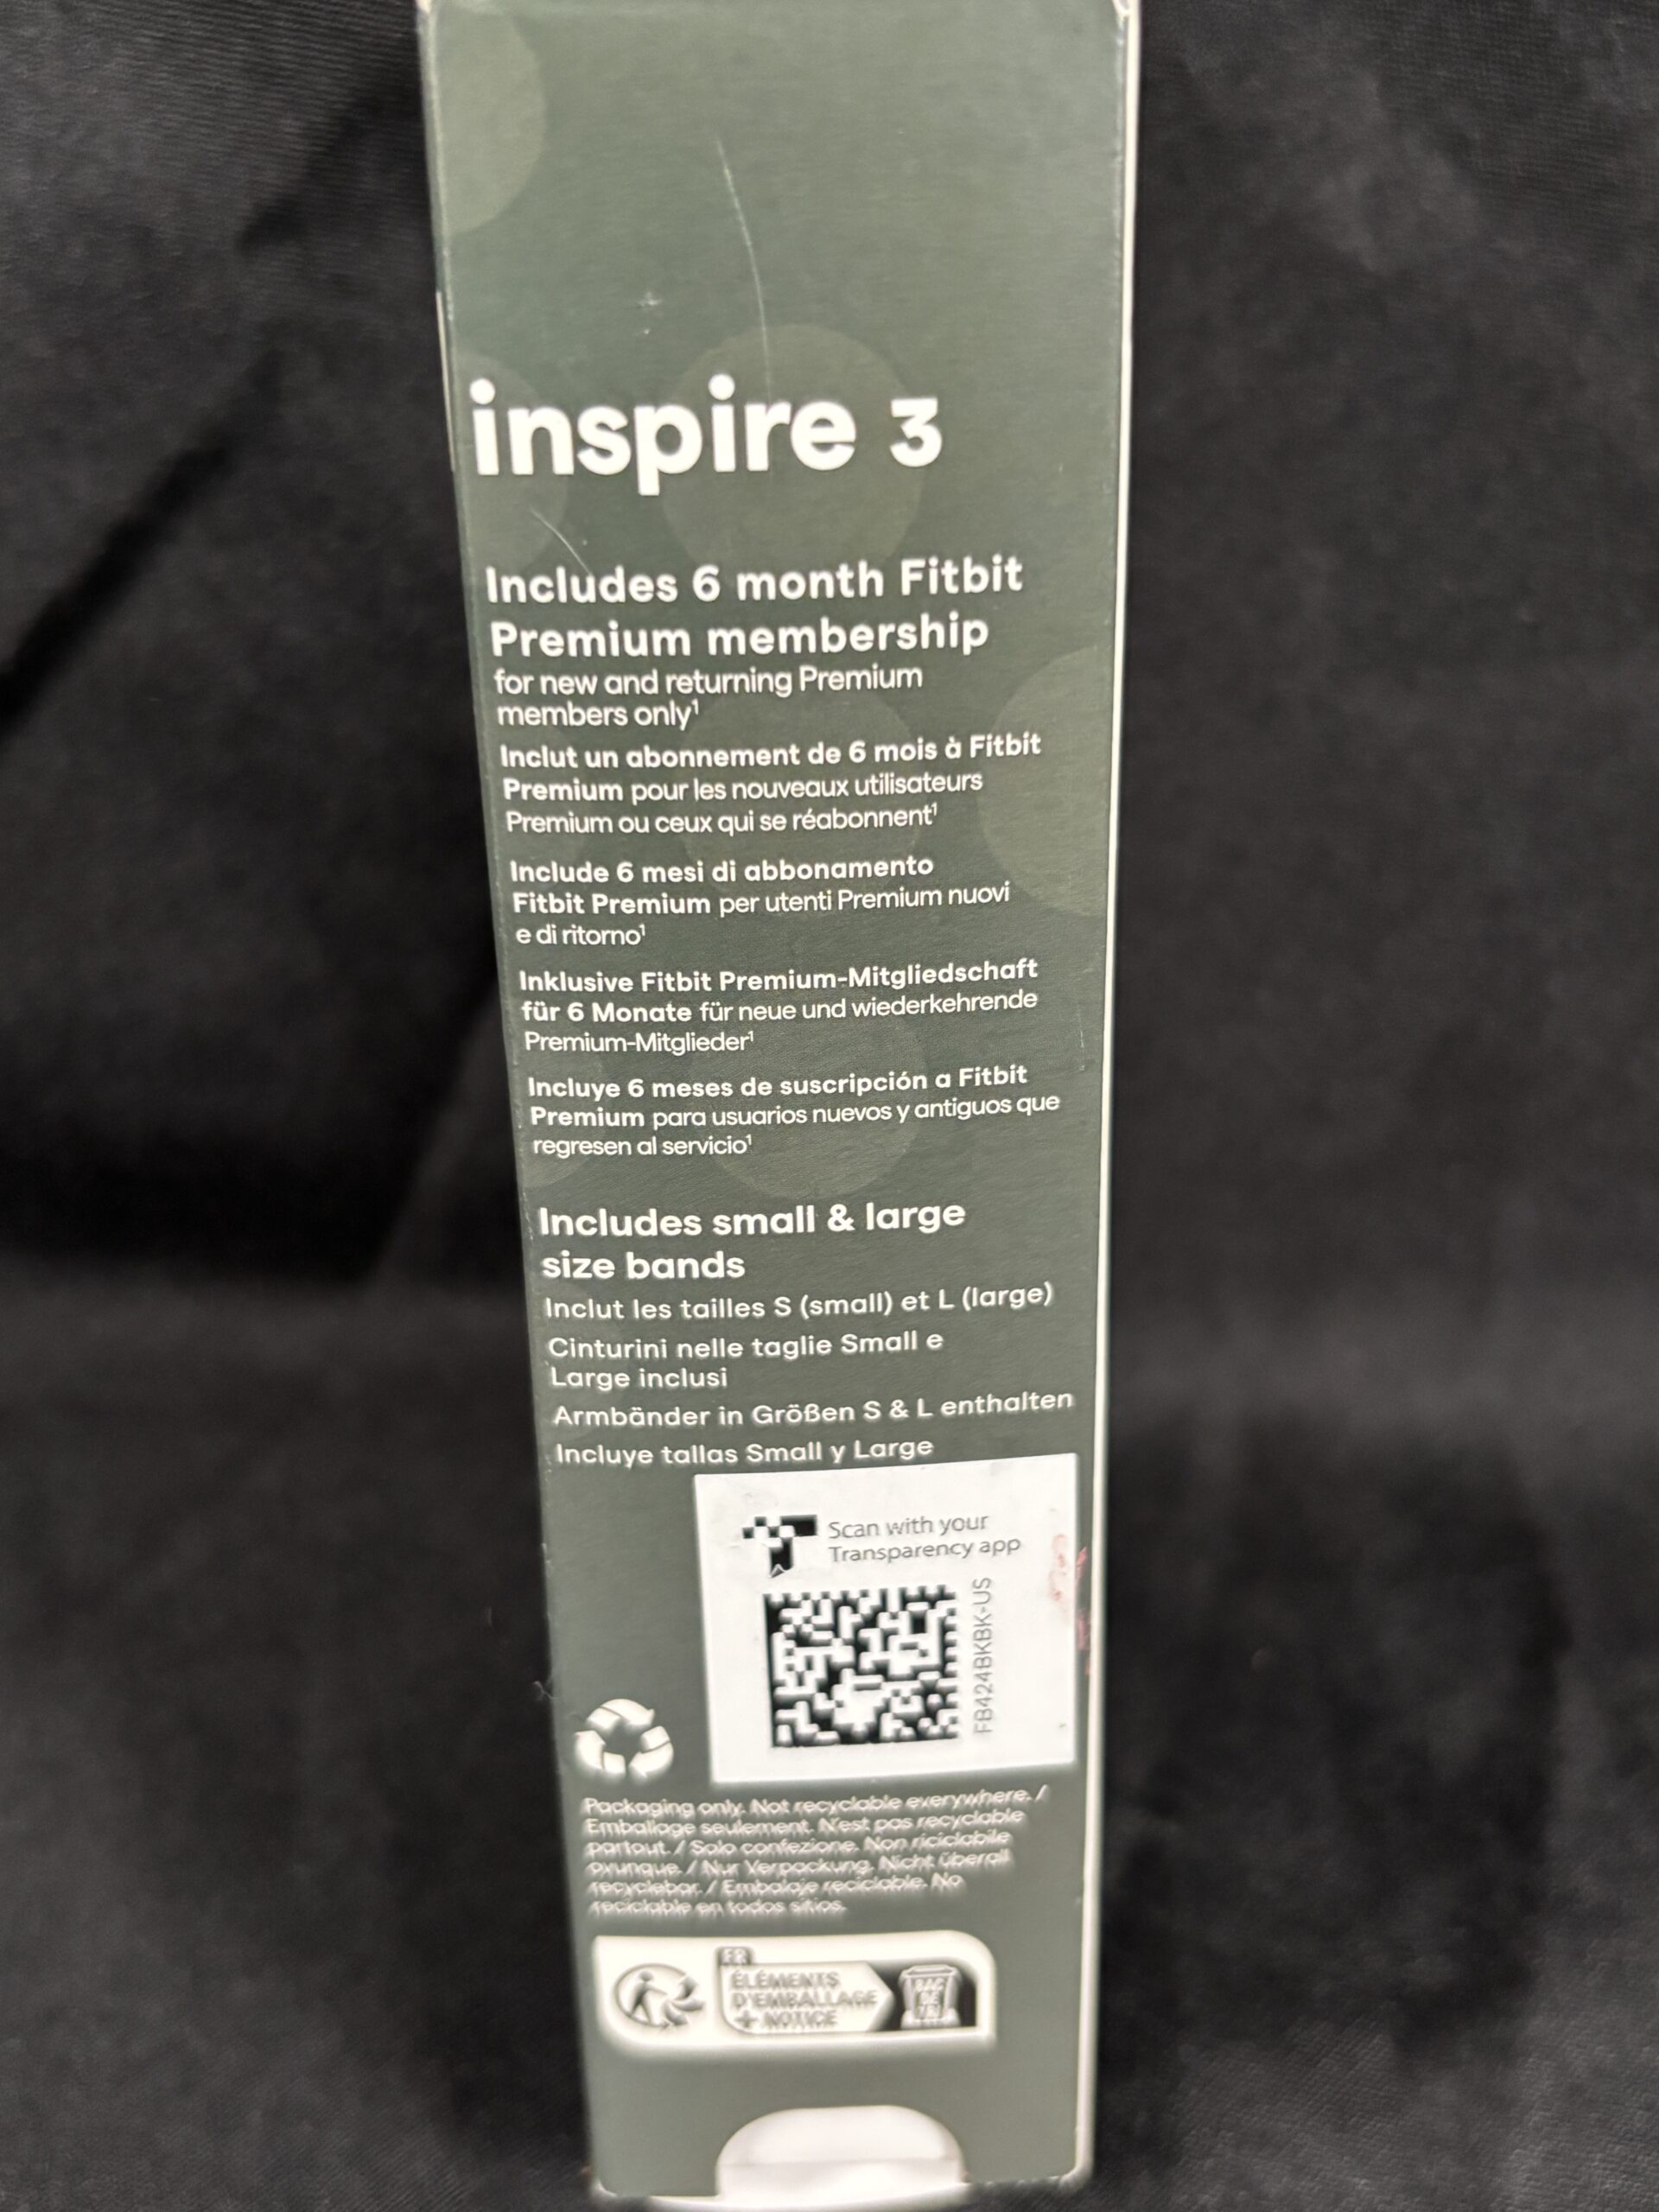 inspire 3
Includes 6 month Fitbit
Premium membership
for new and returning Premium
members only¹
Inclut un abonnement de 6 mois à Fitbit
Premium pour les nouveaux utilisateurs
Premium ou ceux qui se réabonnent¹
Include 6 mesi di abbonamento
Fitbit Premium per utenti Premium nuovi
e di ritorno¹
Inklusive Fitbit Premium-Mitgliedschaft
für 6 Monate für neue und wiederkehrende
Premium-Mitglieder¹
Incluye 6 meses de suscripción a Fitbit
Premium para usuarios nuevos y antiguos que
regresen al servicio¹
Includes small & large
size bands
Inclut les tailles S (small) et L (large)
Cinturini nelle taglie Small e
Large inclusi
Armbänder in Größen S & L enthalten
Incluye tallas Small y Large
Scan with your
Transparency app
FB424BKBK-US
Packaging only. Not recyclable everywhere. /
Emballage seulement. N'est pas recyclable
partout. / Solo confezione. Non riciclabile
ovunque. / Nur Verpackung. Nicht überall
recyclebar. / Embalaje reciclable. No
reciclable en todos sitios.
FR
ÉLÉMENTS
D'EMBALLAGE
+ NOTICE
BAC
DE
TRI